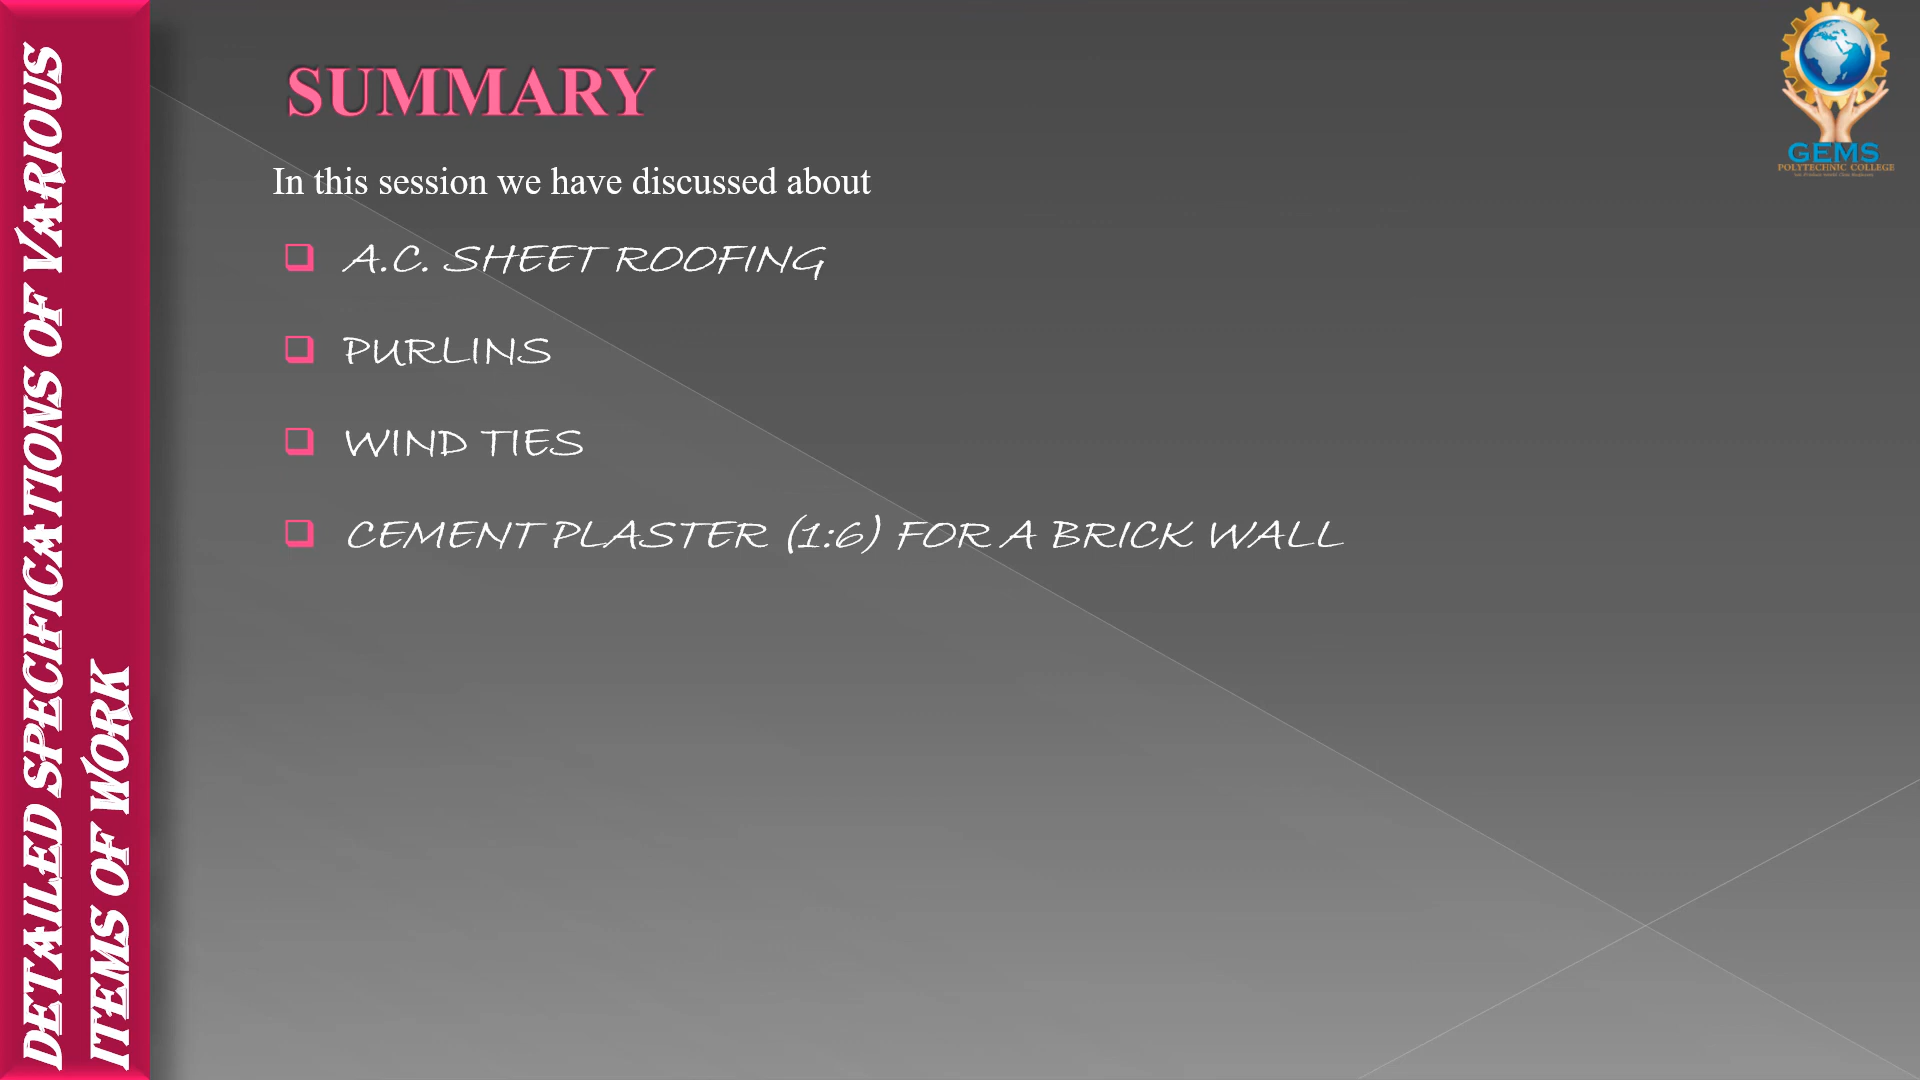 DETAILED SPECIFICATIONS OF VARIOUS
ITEMS OF WORK
SUMMARY
In this session we have discussed about
A.C. SHEET ROOFING
PURLINS
WIND TIES
CEMENT PLASTER (1:6) FOR A BRICK WALL
GEMS
POLYTECHNIC COLLEGE